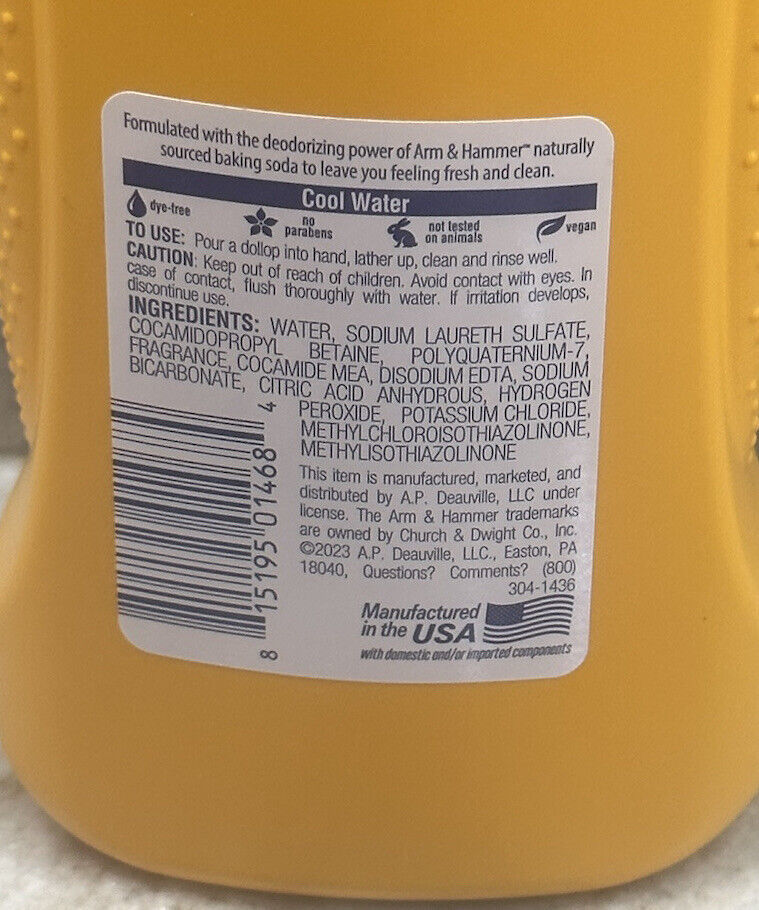 Formulated with the deodorizing power of Arm & Hammer™ naturally
sourced baking soda to leave you feeling fresh and clean.
Cool Water
dye-free
no
parabens
not tested
on animals
vegan
TO USE: Pour a dollop into hand, lather up, clean and rinse well.
CAUTION: Keep out of reach of children. Avoid contact with eyes. In
case of contact, flush thoroughly with water. If irritation develops,
discontinue use.
INGREDIENTS: WATER, SODIUM LAURETH SULFATE,
COCAMIDOPROPYL BETAINE, POLYQUATERNIUM-7,
FRAGRANCE, COCAMIDE MEA, DISODIUM EDTA, SODIUM
BICARBONATE, CITRIC ACID ANHYDROUS, HYDROGEN
PEROXIDE, POTASSIUM CHLORIDE,
METHYLCHLOROISOTHIAZOLINONE,
METHYLISOTHIAZOLINONE
This item is manufactured, marketed, and
distributed by A.P. Deauville, LLC under
license. The Arm & Hammer trademarks
are owned by Church & Dwight Co., Inc.
©2023 A.P. Deauville, LLC., Easton, PA
18040, Questions? Comments? (800)
304-1436
Manufactured
in the USA
with domestic and/or imported components
8 15195 01468 4